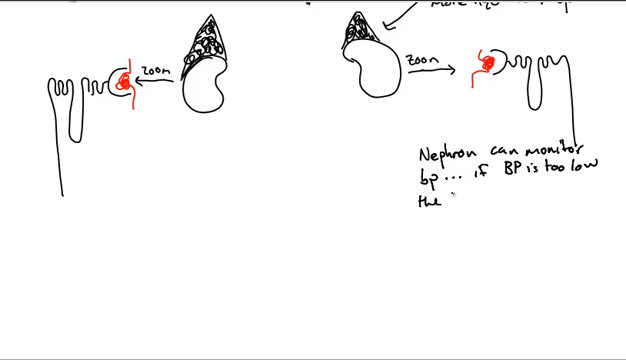 zoom
zoom
Nephron can monitor
bp... if BP is too low
the